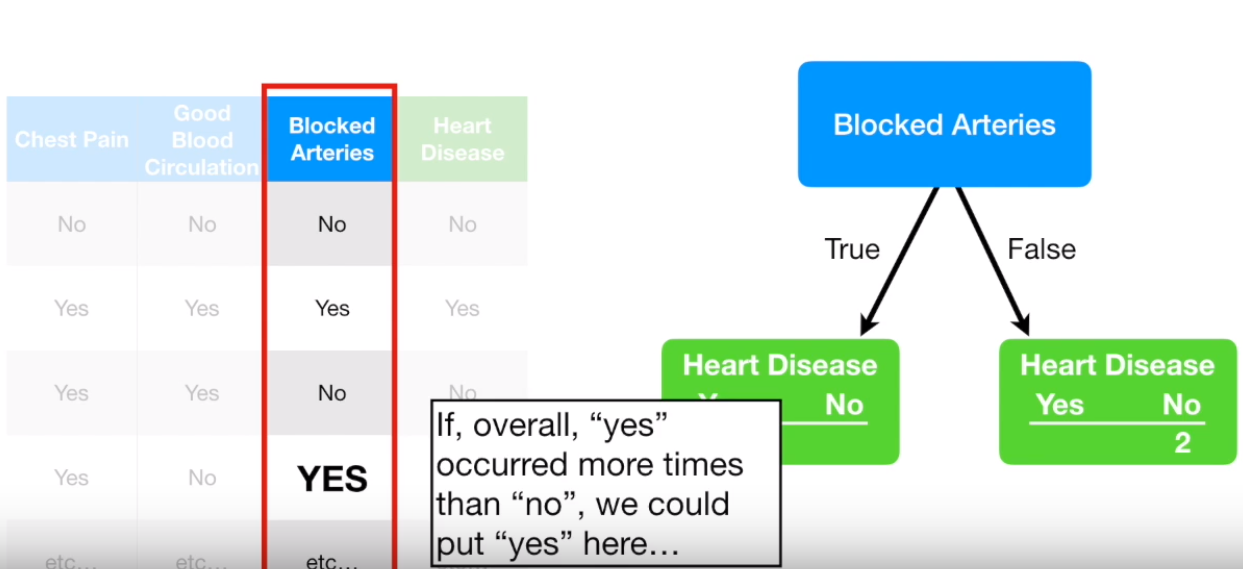 Chest Pain
Good
Blood
Circulation
Blocked
Arteries
Heart
Disease
No No No No
Yes Yes Yes Yes
Yes Yes No No
Yes No YES
etc... etc... etc...
If, overall, “yes”
occurred more times
than “no”, we could
put “yes” here...
Blocked Arteries
True False
Heart Disease
No
Heart Disease
Yes No
2